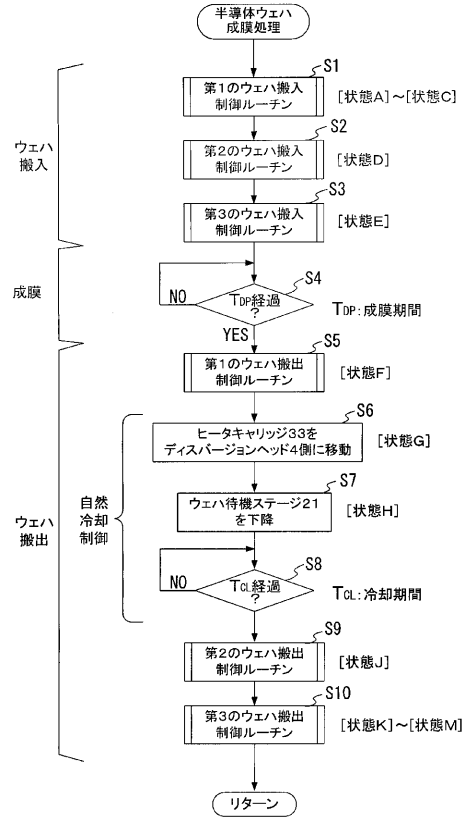 半導体ウェハ
成膜処理
S1
第1のウェハ搬入
制御ルーチン
[状態A]~[状態C]
S2
第2のウェハ搬入
制御ルーチン
[状態D]
ウェハ
搬入
S3
第3のウェハ搬入
制御ルーチン
[状態E]
成膜
S4
TDP経過
?
NO
YES
TDP:成膜期間
S5
第1のウェハ搬出
制御ルーチン
[状態F]
S6
ヒータキャリッジ33を
ディスバージョンヘッド4側に移動
[状態G]
ウェハ
搬出
自然
冷却
制御
S7
ウェハ待機ステージ21
を下降
[状態H]
S8
TCL経過
?
NO
TCL:冷却期間
S9
第2のウェハ搬出
制御ルーチン
[状態J]
S10
第3のウェハ搬出
制御ルーチン
[状態K]~[状態M]
リターン